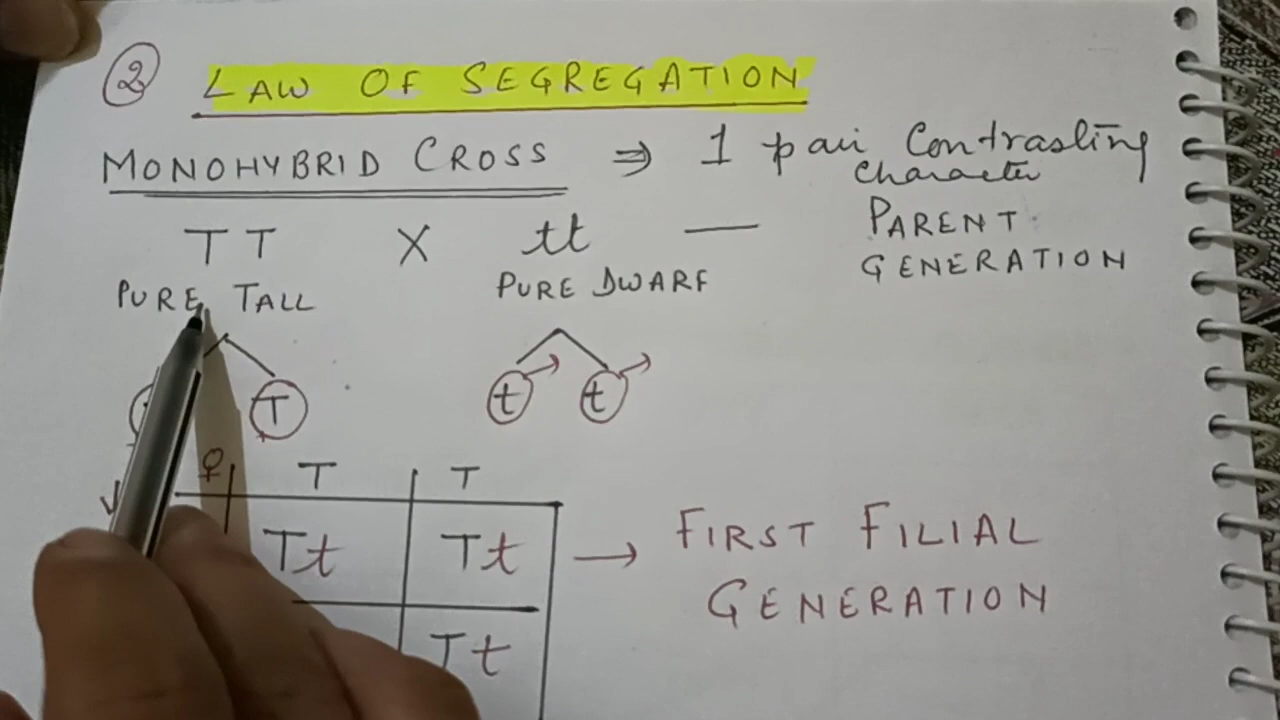 ② LAW OF SEGREGATION
MONOHYBRID CROSS ⇒ 1 pair Contrasting
Character
TT X tt — PARENT
GENERATION
PURE TALL PURE DWARF
T t t
♀ T T
Tt Tt → FIRST FILIAL
GENERATION
Tt